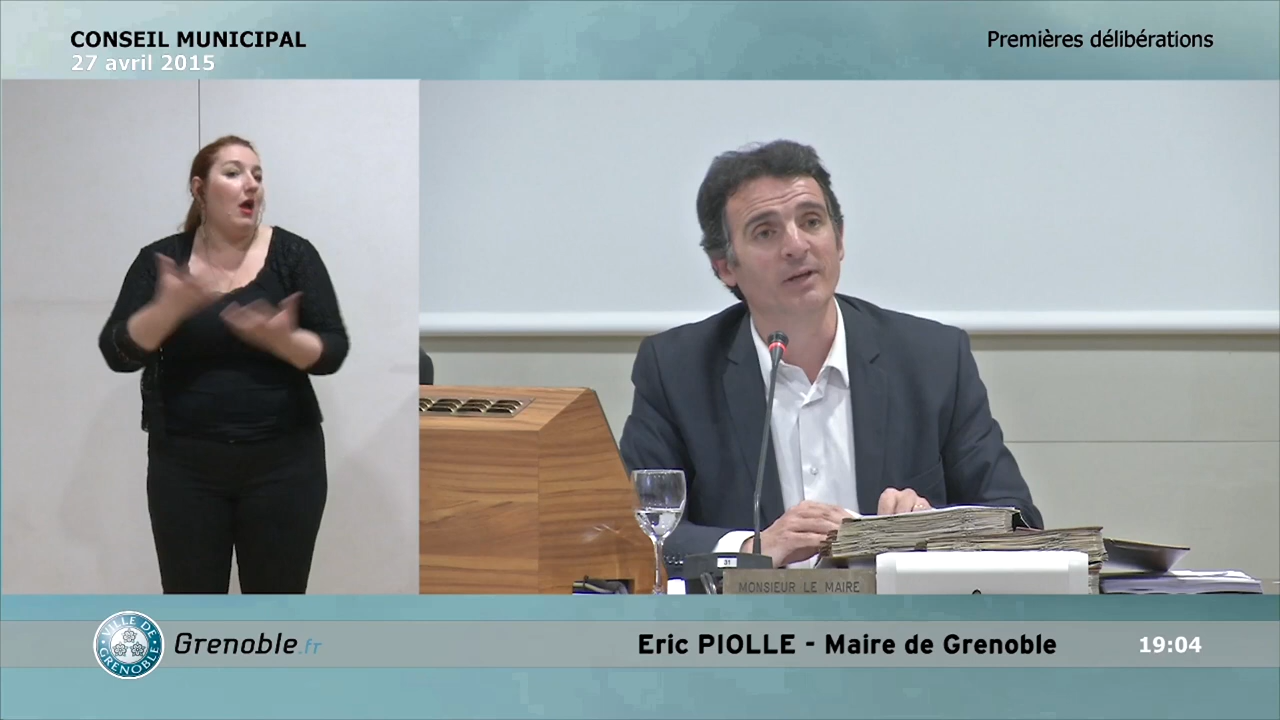 CONSEIL MUNICIPAL
27 avril 2015
Premières délibérations
31
MONSIEUR LE MAIRE
VILLE DE GRENOBLE
Grenoble.fr
Eric PIOLLE - Maire de Grenoble
19:04